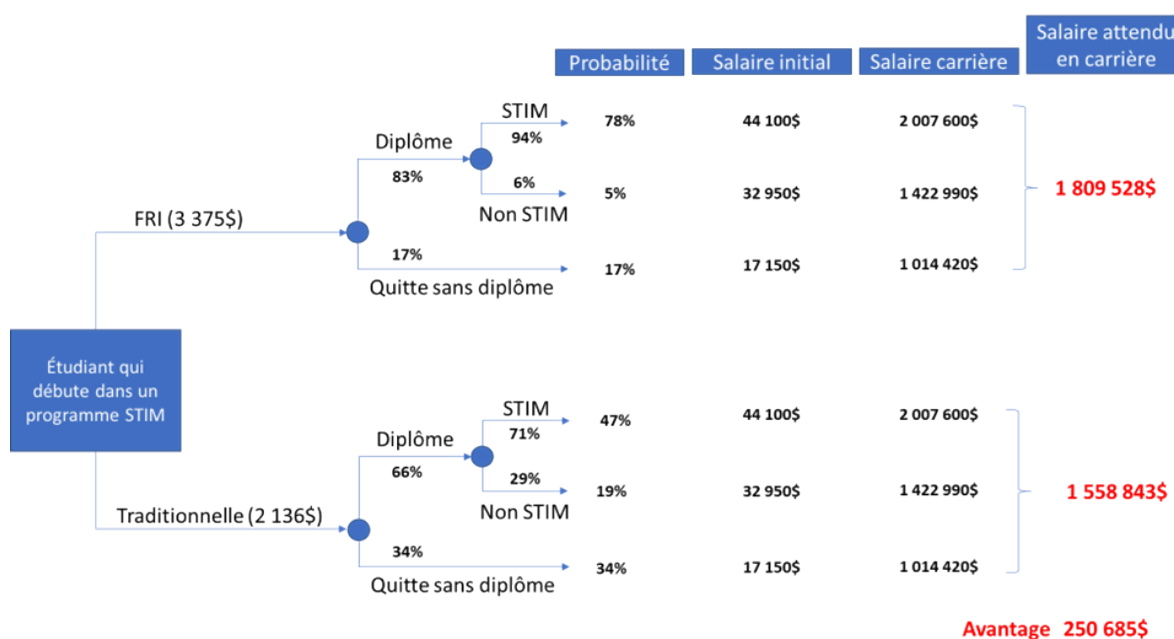 Probabilité
Salaire initial
Salaire carrière
Salaire attendu
en carrière
STIM
78%
44 100$
2 007 600$
Diplôme
94%
83%
6%
5%
32 950$
1 422 990$
1 809 528$
Non STIM
FRI (3 375$)
17%
17%
17 150$
1 014 420$
Quitte sans diplôme
Étudiant qui
débute dans un
programme STIM
STIM
47%
44 100$
2 007 600$
Diplôme
71%
66%
29%
19%
32 950$
1 422 990$
1 558 843$
Non STIM
Traditionnelle (2 136$)
34%
34%
17 150$
1 014 420$
Quitte sans diplôme
Avantage 250 685$